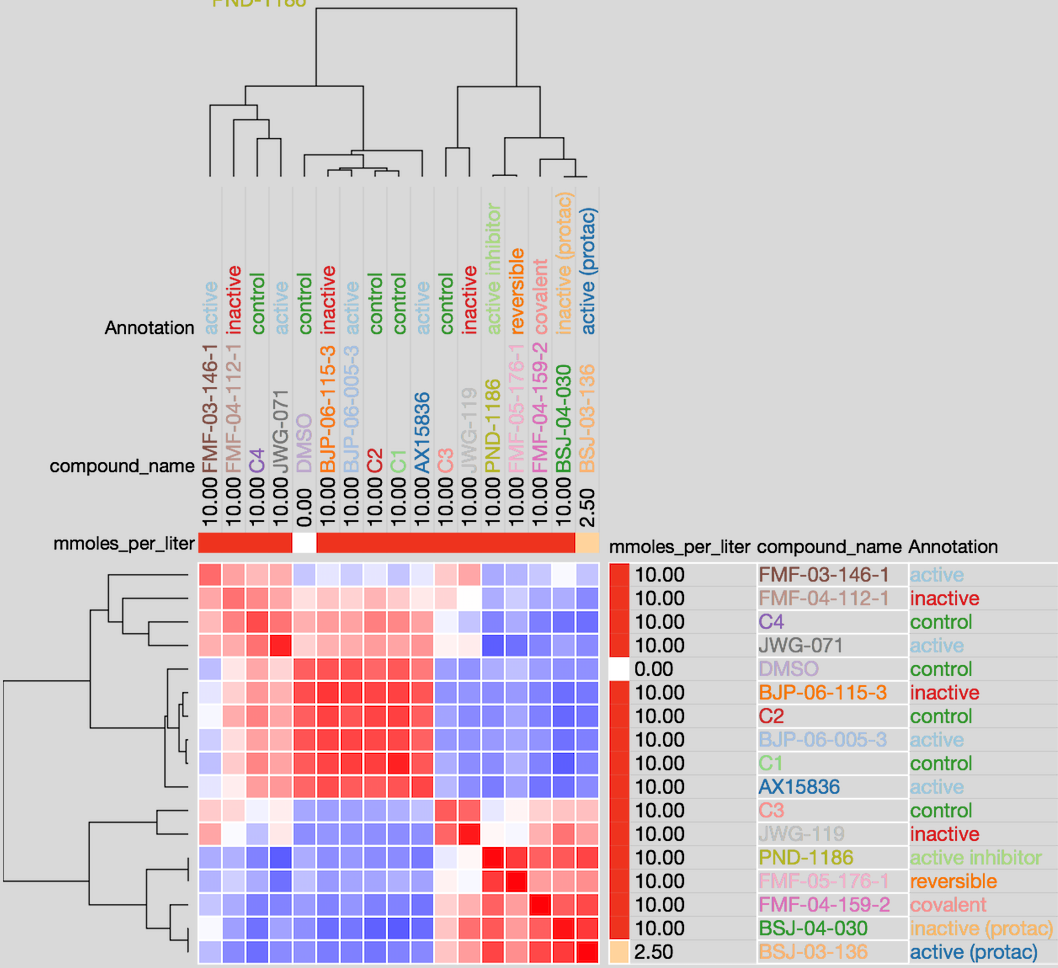 PND-1186
Annotation active inactive control active control inactive active control control active control inactive active inhibitor reversible covalent inactive (protac) active (protac)
compound_name FMF-03-146-1 FMF-04-112-1 C4 JWG-071 DMSO BJP-06-115-3 BJP-06-005-3 C2 C1 AX15836 C3 JWG-119 PND-1186 FMF-05-176-1 FMF-04-159-2 BSJ-04-030 BSJ-03-136
10.00 10.00 10.00 10.00 0.00 10.00 10.00 10.00 10.00 10.00 10.00 10.00 10.00 10.00 10.00 10.00 2.50
mmoles_per_liter mmoles_per_liter compound_name Annotation
10.00 FMF-03-146-1 active
10.00 FMF-04-112-1 inactive
10.00 C4 control
10.00 JWG-071 active
0.00 DMSO control
10.00 BJP-06-115-3 inactive
10.00 C2 control
10.00 BJP-06-005-3 active
10.00 C1 control
10.00 AX15836 active
10.00 C3 control
10.00 JWG-119 inactive
10.00 PND-1186 active inhibitor
10.00 FMF-05-176-1 reversible
10.00 FMF-04-159-2 covalent
10.00 BSJ-04-030 inactive (protac)
2.50 BSJ-03-136 active (protac)